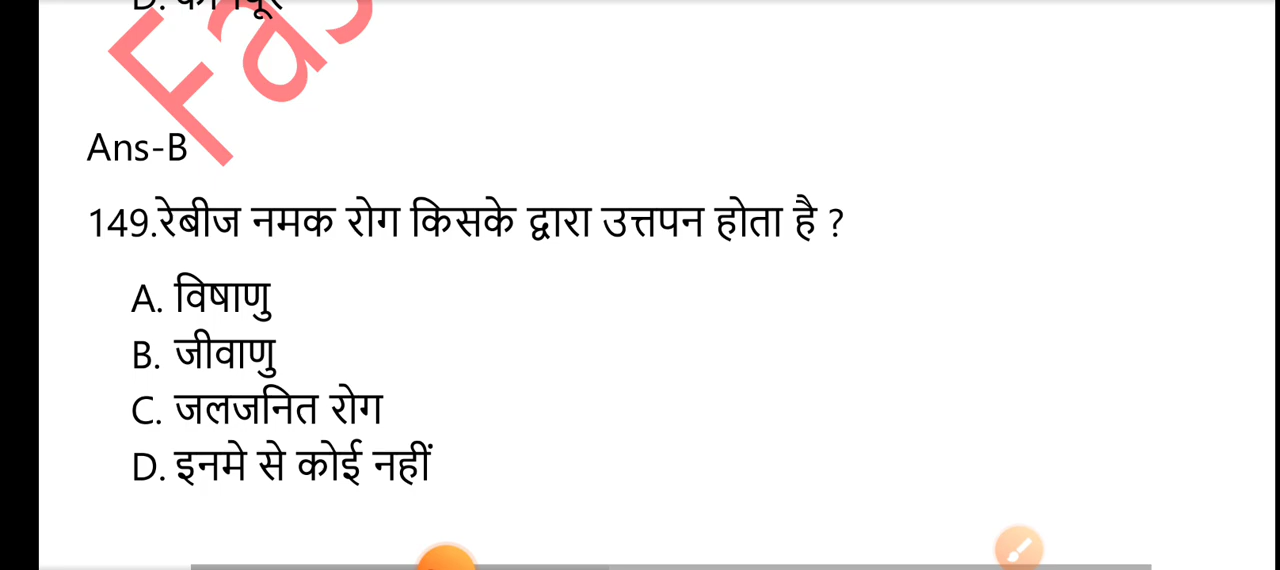 Ans-B
149.रेबीज नमक रोग किसके द्वारा उत्तपन होता है ?
A. विषाणु
B. जीवाणु
C. जलजनित रोग
D. इनमे से कोई नहीं